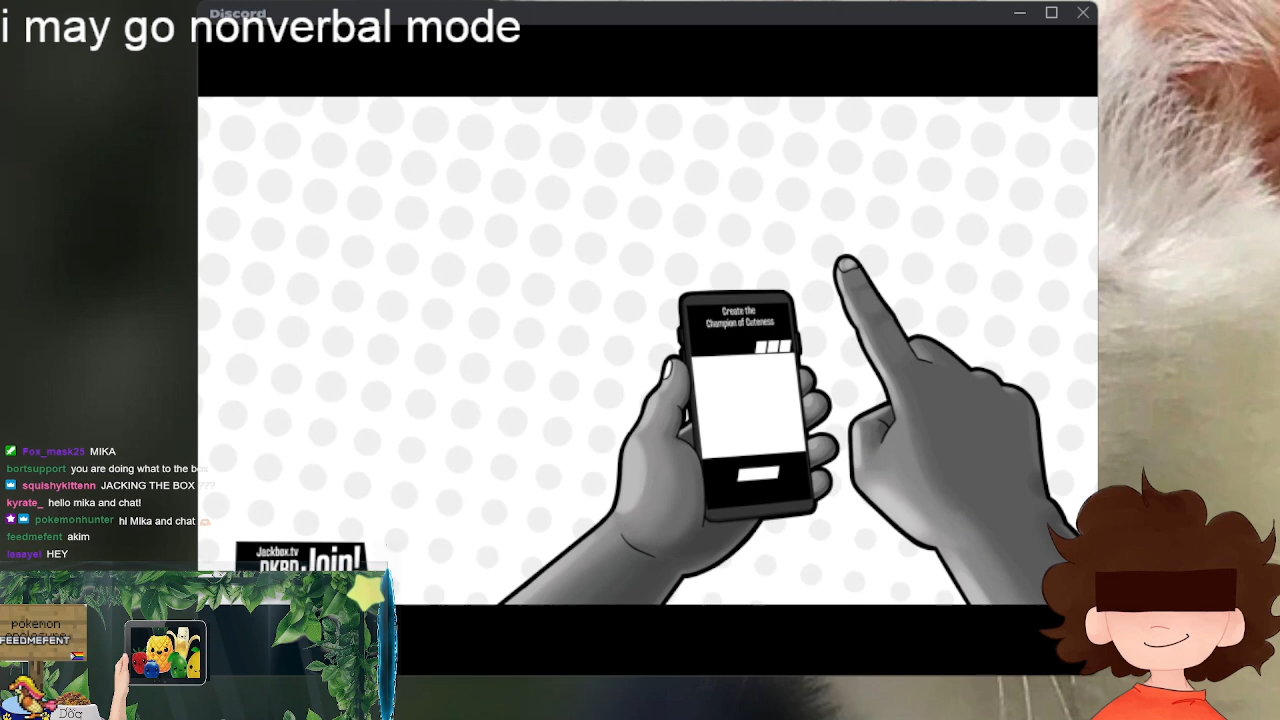 Discord
i may go nonverbal mode
Create the
Champion of Cuteness
Fox_mask25 MIKA
bortsupport you are doing what to the
squishykittenn JACKING THE BOX ???
kyrate_ hello mika and chat!
pokemonhunter hi Mika and chat
feedmefent akim
HEY
Jackbox.tv
Join!
pokemon
FEEDMEFENT
Dog